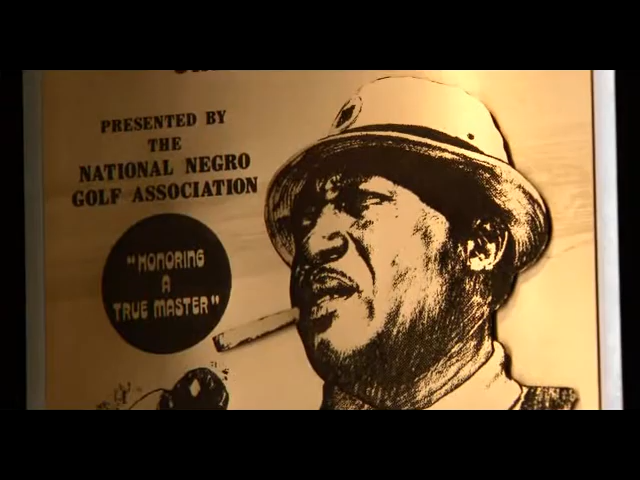 PRESENTED BY
THE
NATIONAL NEGRO
GOLF ASSOCIATION
"HONORING
A
TRUE MASTER"